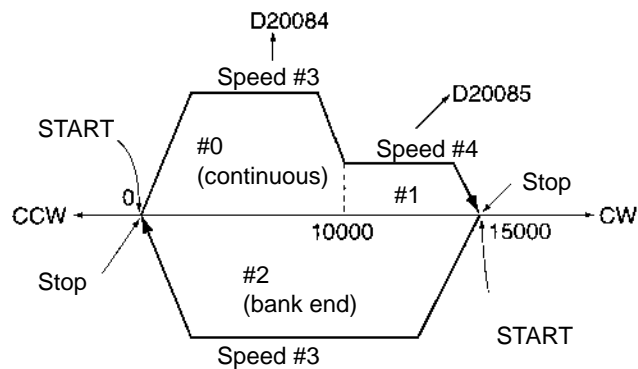 D20084
Speed #3
D20085
START
#0
(continuous)
Speed #4
0
#1
Stop
CCW
CW
10000
15000
Stop
#2
(bank end)
START
Speed #3